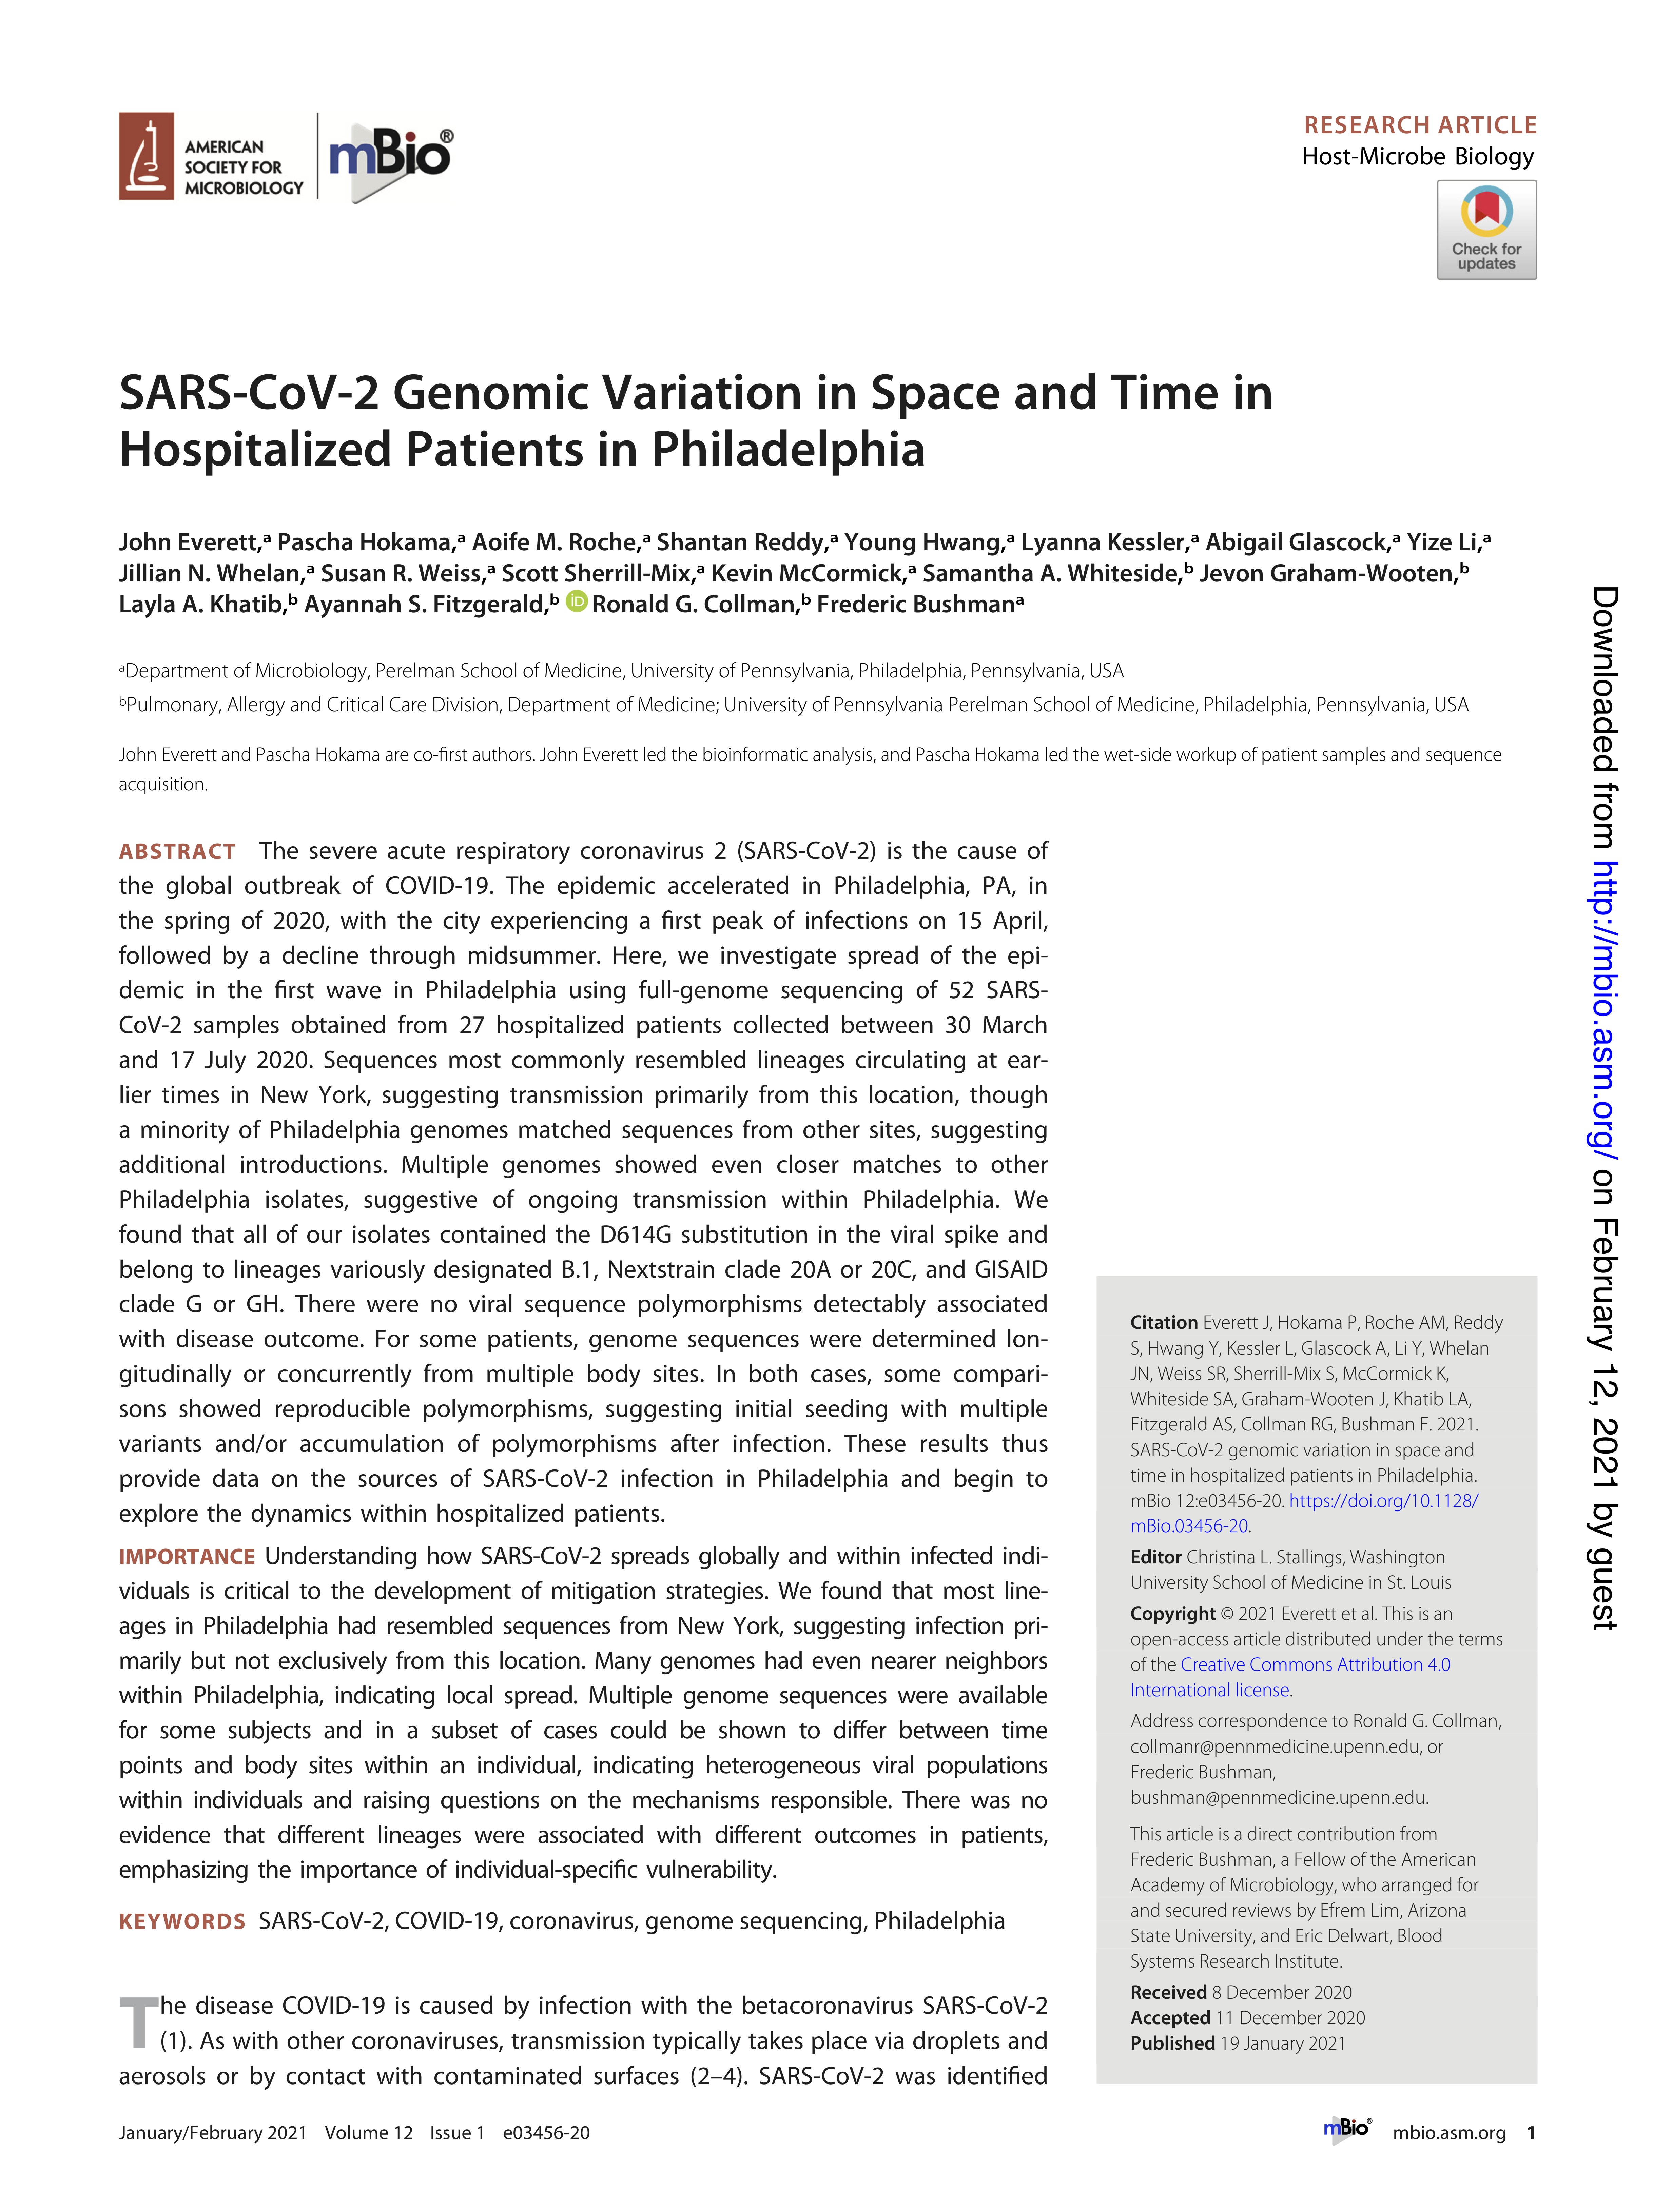 AMERICAN
SOCIETY FOR
MICROBIOLOGY
mBio®
RESEARCH ARTICLE
Host-Microbe Biology
Check for
updates
SARS-CoV-2 Genomic Variation in Space and Time in
Hospitalized Patients in Philadelphia
John Everett,ᵃ Pascha Hokama,ᵃ Aoife M. Roche,ᵃ Shantan Reddy,ᵃ Young Hwang,ᵃ Lyanna Kessler,ᵃ Abigail Glascock,ᵃ Yize Li,ᵃ
Jillian N. Whelan,ᵃ Susan R. Weiss,ᵃ Scott Sherrill-Mix,ᵃ Kevin McCormick,ᵃ Samantha A. Whiteside,ᵇ Jevon Graham-Wooten,ᵇ
Layla A. Khatib,ᵇ Ayannah S. Fitzgerald,ᵇ iD Ronald G. Collman,ᵇ Frederic Bushmanᵃ
ᵃDepartment of Microbiology, Perelman School of Medicine, University of Pennsylvania, Philadelphia, Pennsylvania, USA
ᵇPulmonary, Allergy and Critical Care Division, Department of Medicine; University of Pennsylvania Perelman School of Medicine, Philadelphia, Pennsylvania, USA
John Everett and Pascha Hokama are co-first authors. John Everett led the bioinformatic analysis, and Pascha Hokama led the wet-side workup of patient samples and sequence
acquisition.
ABSTRACT The severe acute respiratory coronavirus 2 (SARS-CoV-2) is the cause of
the global outbreak of COVID-19. The epidemic accelerated in Philadelphia, PA, in
the spring of 2020, with the city experiencing a first peak of infections on 15 April,
followed by a decline through midsummer. Here, we investigate spread of the epi-
demic in the first wave in Philadelphia using full-genome sequencing of 52 SARS-
CoV-2 samples obtained from 27 hospitalized patients collected between 30 March
and 17 July 2020. Sequences most commonly resembled lineages circulating at ear-
lier times in New York, suggesting transmission primarily from this location, though
a minority of Philadelphia genomes matched sequences from other sites, suggesting
additional introductions. Multiple genomes showed even closer matches to other
Philadelphia isolates, suggestive of ongoing transmission within Philadelphia. We
found that all of our isolates contained the D614G substitution in the viral spike and
belong to lineages variously designated B.1, Nextstrain clade 20A or 20C, and GISAID
clade G or GH. There were no viral sequence polymorphisms detectably associated
with disease outcome. For some patients, genome sequences were determined lon-
gitudinally or concurrently from multiple body sites. In both cases, some compari-
sons showed reproducible polymorphisms, suggesting initial seeding with multiple
variants and/or accumulation of polymorphisms after infection. These results thus
provide data on the sources of SARS-CoV-2 infection in Philadelphia and begin to
explore the dynamics within hospitalized patients.
IMPORTANCE Understanding how SARS-CoV-2 spreads globally and within infected indi-
viduals is critical to the development of mitigation strategies. We found that most line-
ages in Philadelphia had resembled sequences from New York, suggesting infection pri-
marily but not exclusively from this location. Many genomes had even nearer neighbors
within Philadelphia, indicating local spread. Multiple genome sequences were available
for some subjects and in a subset of cases could be shown to differ between time
points and body sites within an individual, indicating heterogeneous viral populations
within individuals and raising questions on the mechanisms responsible. There was no
evidence that different lineages were associated with different outcomes in patients,
emphasizing the importance of individual-specific vulnerability.
KEYWORDS SARS-CoV-2, COVID-19, coronavirus, genome sequencing, Philadelphia
The disease COVID-19 is caused by infection with the betacoronavirus SARS-CoV-2
(1). As with other coronaviruses, transmission typically takes place via droplets and
aerosols or by contact with contaminated surfaces (2–4). SARS-CoV-2 was identified
Citation Everett J, Hokama P, Roche AM, Reddy
S, Hwang Y, Kessler L, Glascock A, Li Y, Whelan
JN, Weiss SR, Sherrill-Mix S, McCormick K,
Whiteside SA, Graham-Wooten J, Khatib LA,
Fitzgerald AS, Collman RG, Bushman F. 2021.
SARS-CoV-2 genomic variation in space and
time in hospitalized patients in Philadelphia.
mBio 12:e03456-20. https://doi.org/10.1128/
mBio.03456-20.
Editor Christina L. Stallings, Washington
University School of Medicine in St. Louis
Copyright © 2021 Everett et al. This is an
open-access article distributed under the terms
of the Creative Commons Attribution 4.0
International license.
Address correspondence to Ronald G. Collman,
collmanr@pennmedicine.upenn.edu, or
Frederic Bushman,
bushman@pennmedicine.upenn.edu.
This article is a direct contribution from
Frederic Bushman, a Fellow of the American
Academy of Microbiology, who arranged for
and secured reviews by Efrem Lim, Arizona
State University, and Eric Delwart, Blood
Systems Research Institute.
Received 8 December 2020
Accepted 11 December 2020
Published 19 January 2021
January/February 2021 Volume 12 Issue 1 e03456-20
mBio® mbio.asm.org 1
Downloaded from http://mbio.asm.org/ on February 12, 2021 by guest